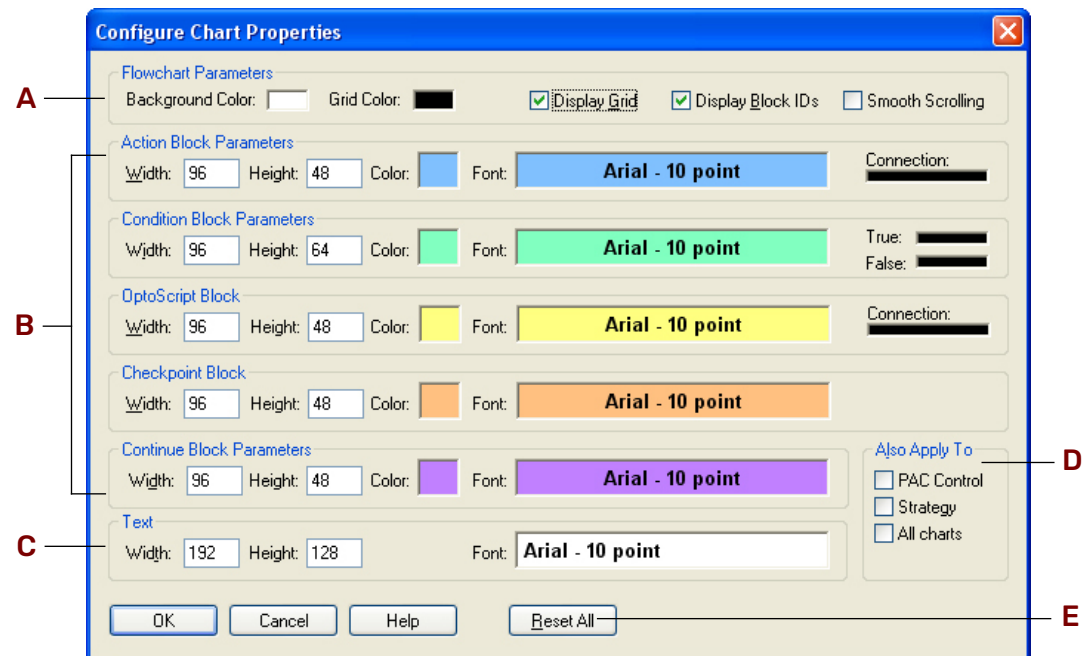 Configure Chart Properties
Flowchart Parameters
A
Background Color: Grid Color: Display Grid Display Block IDs Smooth Scrolling
Action Block Parameters
Width: 96 Height: 48 Color: Font: Arial - 10 point Connection:
Condition Block Parameters
Width: 96 Height: 64 Color: Font: Arial - 10 point True:
False:
B
OptoScript Block
Width: 96 Height: 48 Color: Font: Arial - 10 point Connection:
Checkpoint Block
Width: 96 Height: 48 Color: Font: Arial - 10 point
Continue Block Parameters
Width: 96 Height: 48 Color: Font: Arial - 10 point
Also Apply To
D
PAC Control
Strategy
All charts
Text
C
Width: 192 Height: 128 Font: Arial - 10 point
OK Cancel Help Reset All
E